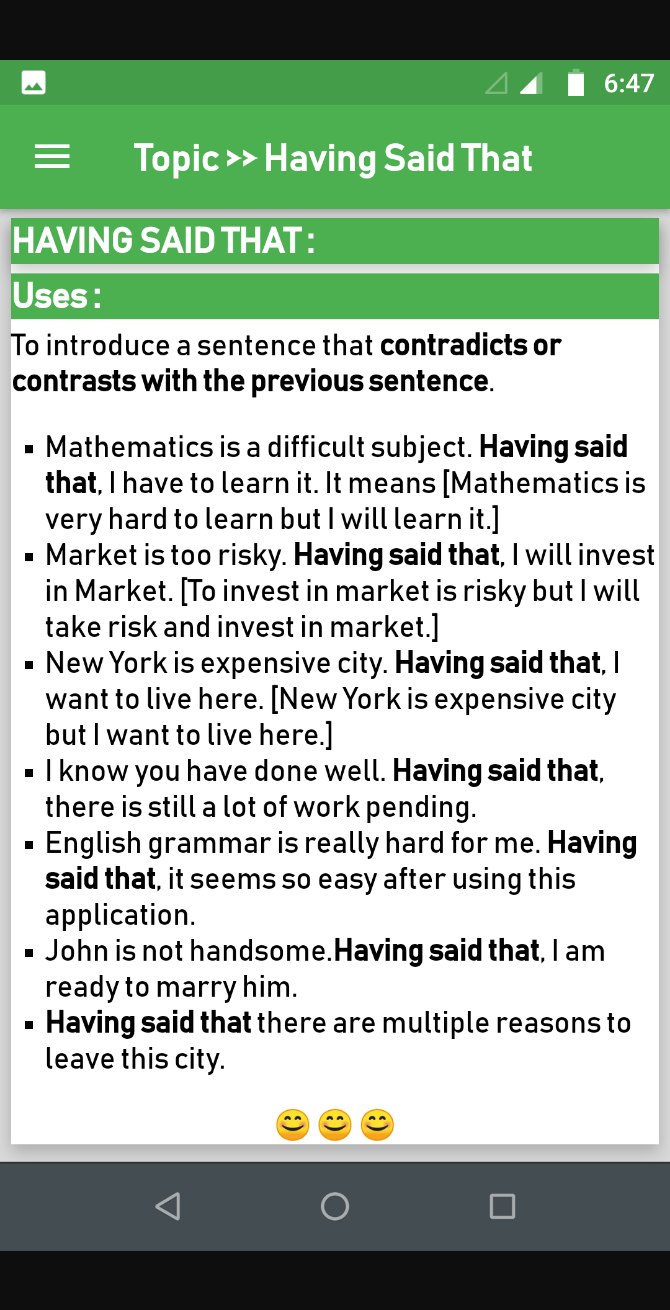 6:47
Topic >> Having Said That
HAVING SAID THAT :
Uses :
To introduce a sentence that contradicts or
contrasts with the previous sentence.
▪ Mathematics is a difficult subject. Having said
that, I have to learn it. It means [Mathematics is
very hard to learn but I will learn it.]
▪ Market is too risky. Having said that, I will invest
in Market. [To invest in market is risky but I will
take risk and invest in market.]
▪ New York is expensive city. Having said that, I
want to live here. [New York is expensive city
but I want to live here.]
▪ I know you have done well. Having said that,
there is still a lot of work pending.
▪ English grammar is really hard for me. Having
said that, it seems so easy after using this
application.
▪ John is not handsome.Having said that, I am
ready to marry him.
▪ Having said that there are multiple reasons to
leave this city.
😊😊😊